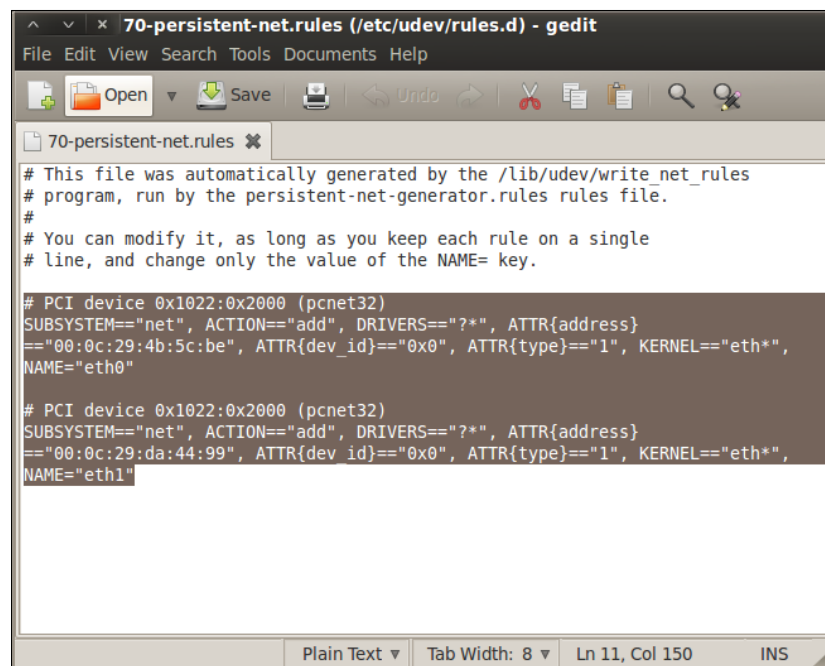 70-persistent-net.rules (/etc/udev/rules.d) - gedit
File Edit View Search Tools Documents Help
Open Save Undo
70-persistent-net.rules
# This file was automatically generated by the /lib/udev/write_net_rules
# program, run by the persistent-net-generator.rules rules file.
#
# You can modify it, as long as you keep each rule on a single
# line, and change only the value of the NAME= key.
# PCI device 0x1022:0x2000 (pcnet32)
SUBSYSTEM=="net", ACTION=="add", DRIVERS=="?*", ATTR{address}
=="00:0c:29:4b:5c:be", ATTR{dev_id}=="0x0", ATTR{type}=="1", KERNEL=="eth*",
NAME="eth0"
# PCI device 0x1022:0x2000 (pcnet32)
SUBSYSTEM=="net", ACTION=="add", DRIVERS=="?*", ATTR{address}
=="00:0c:29:da:44:99", ATTR{dev_id}=="0x0", ATTR{type}=="1", KERNEL=="eth*",
NAME="eth1"
Plain Text Tab Width: 8 Ln 11, Col 150 INS